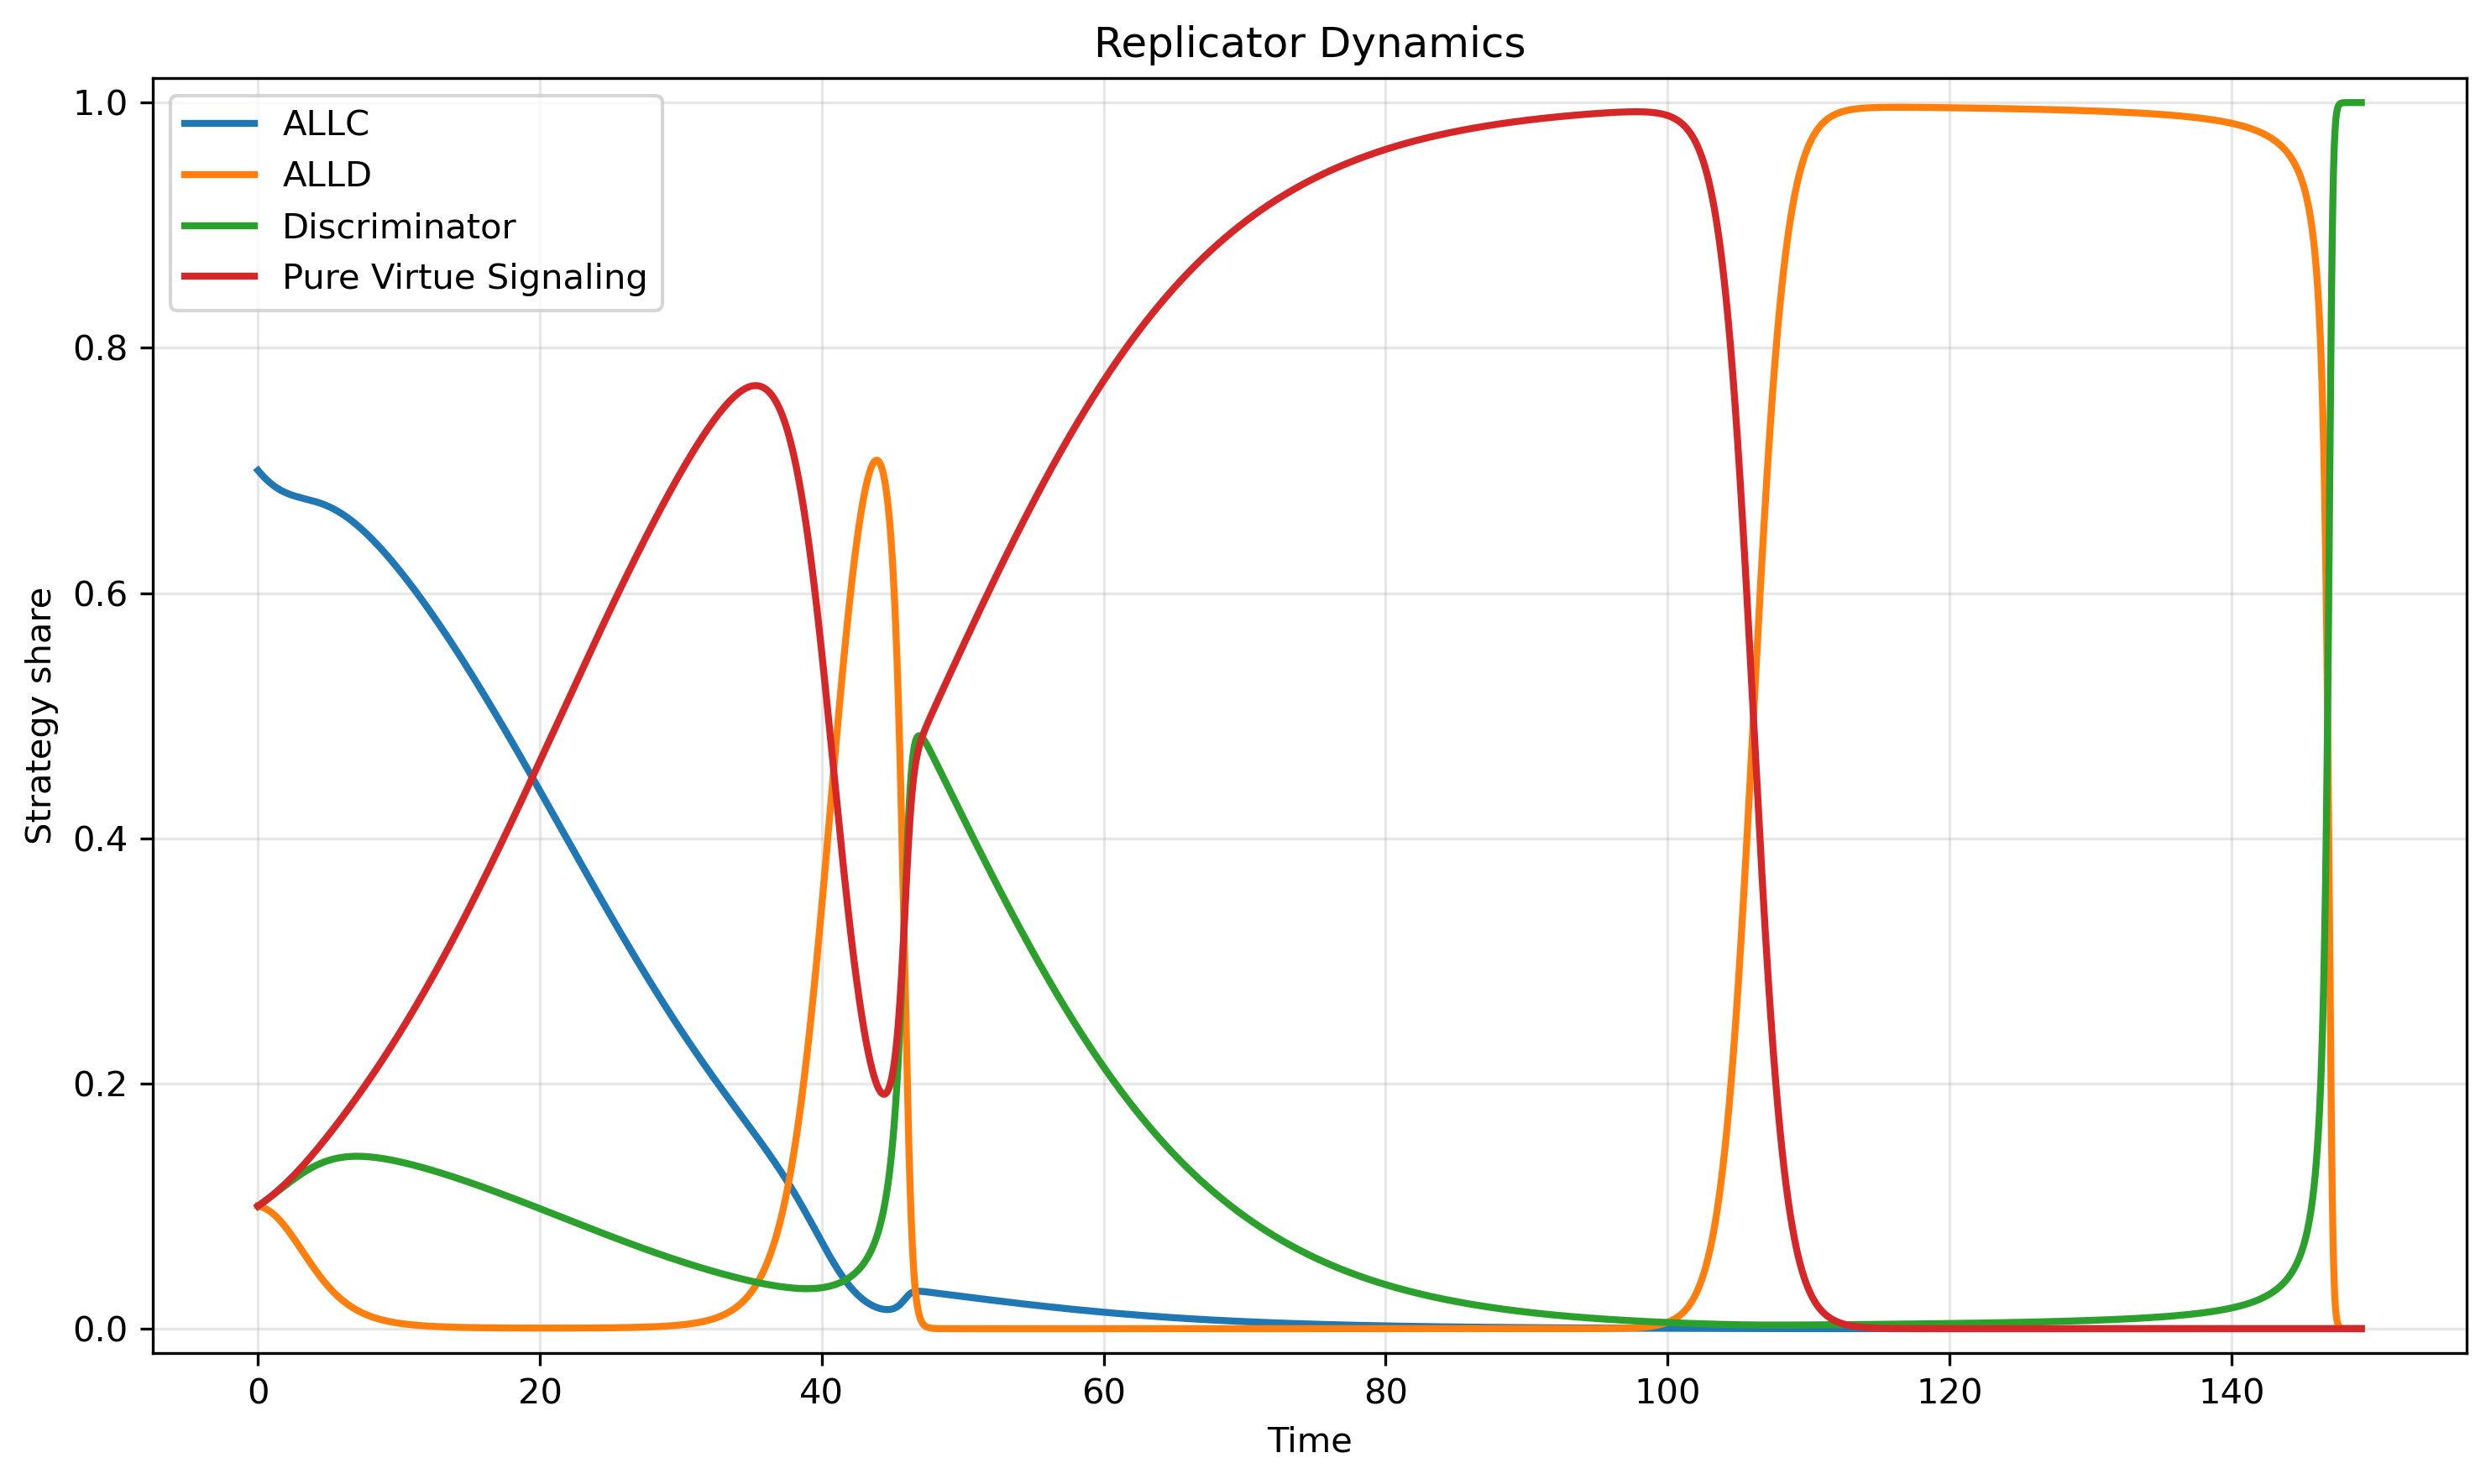 Replicator Dynamics
ALLC
ALLD
Discriminator
Pure Virtue Signaling
Strategy share
1.0
0.8
0.6
0.4
0.2
0.0
0 20 40 60 80 100 120 140
Time